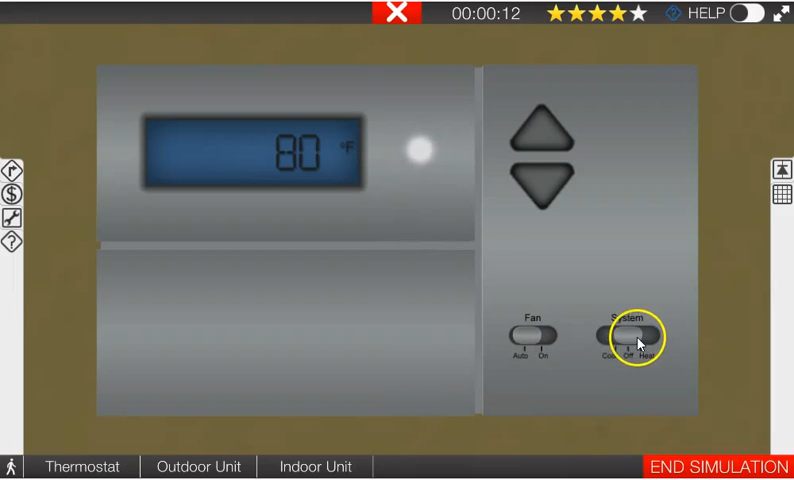 00:00:12
HELP
80 °F
Fan
System
Auto On
Cool Off Heat
Thermostat
Outdoor Unit
Indoor Unit
END SIMULATION